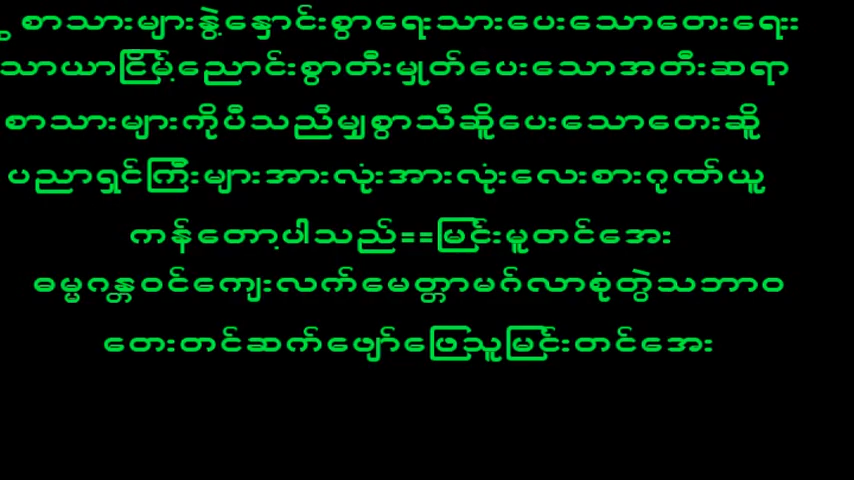 စာသားများနွဲ့နှောင်းစွာရေးသားပေးသောတေးရေး
သာယာငြိမ့်ညောင်းစွာတီးမှုတ်ပေးသောအတီးဆရာ
စာသားများကိုပီသညီမျှစွာသီဆိုပေးသောတေးဆို
ပညာရှင်ကြီးများအားလုံးအားလုံးလေးစားဂုဏ်ယူ
ကန်တော့ပါသည်==မြင်းမူတင်အေး
ဓမ္မဂန္တဝင်ကျေးလက်မေတ္တာမင်္ဂလာစုံတွဲသဘာဝ
တေးတင်ဆက်ဖျော်ဖြေသူမြင်းတင်အေး